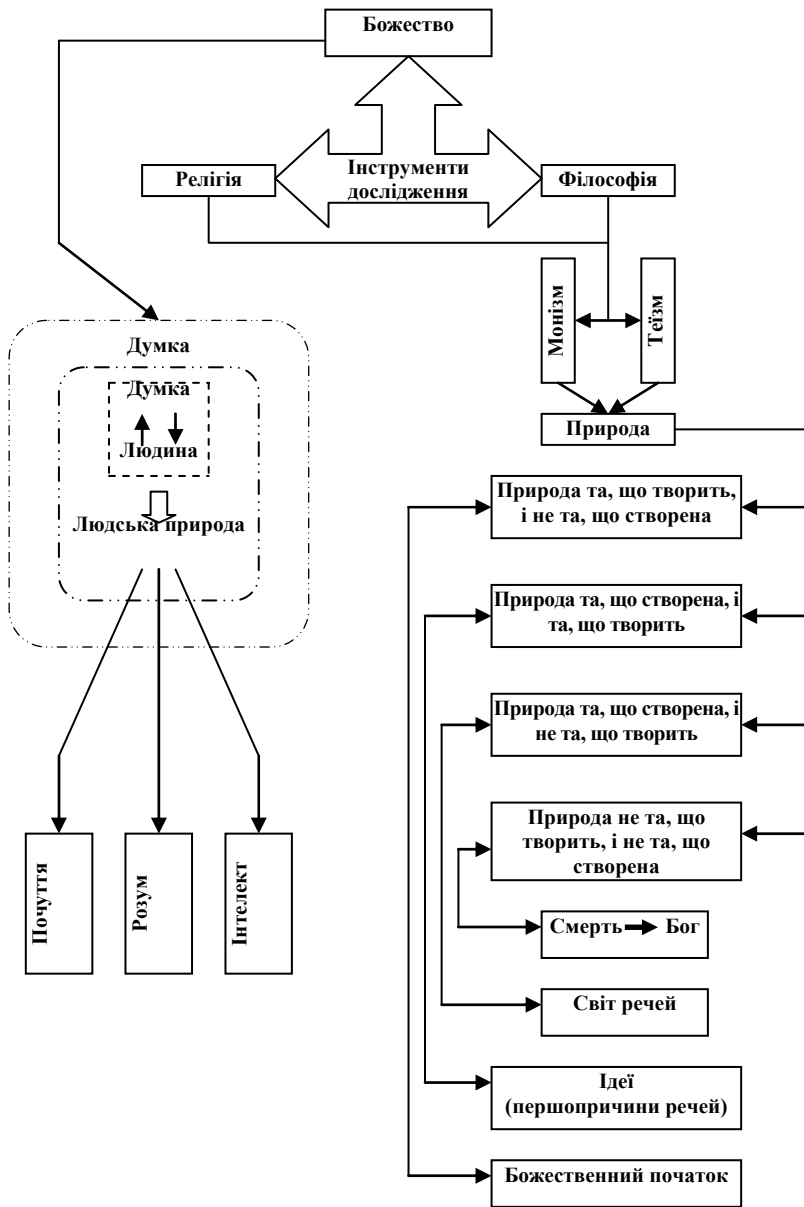 Божество
Інструменти
дослідження
Релігія
Філософія
Монізм
Теїзм
Природа
Думка
Думка
Людина
Людська природа
Почуття
Розум
Інтелект
Природа та, що творить,
і не та, що створена
Природа та, що створена, і
та, що творить
Природа та, що створена, і
не та, що творить
Природа не та, що
творить, і не та, що
створена
Смерть Бог
Світ речей
Ідеї
(першопричини речей)
Божественний початок